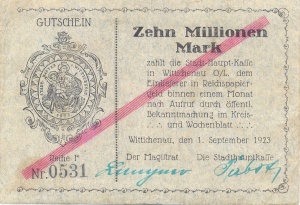 GUTSCHEIN
Reihe F
Nr. 0531
Zehn Millionen
Mark
zahlt die Stadt-Haupt-Kasse
in Wittichenau O/L. dem
Einlieferer in Reichspapier-
geld binnen einem Monat
nach Aufruf durch öffentl.
Bekanntmachung im Kreis-
und Wochenblatt
Wittichenau, den 1. September 1923
Der Magistrat Die Stadthauptkasse